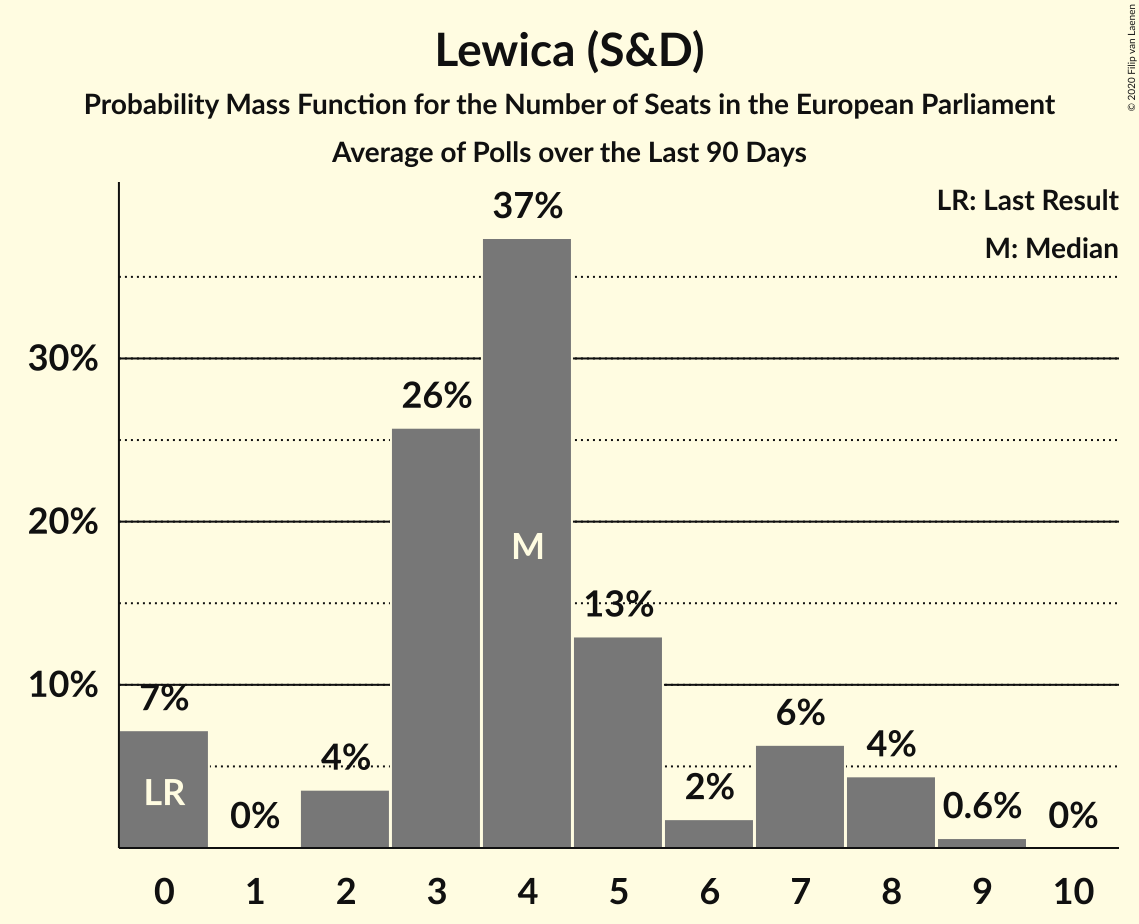 Lewica (S&D)
Probability Mass Function for the Number of Seats in the European Parliament
Average of Polls over the Last 90 Days
© 2020 Filip van Laenen
LR: Last Result
M: Median
37%
30%
26%
20%
M
13%
10%
7%
6%
4%
4%
LR
2%
0.6%
0%
0%
0 1 2 3 4 5 6 7 8 9 10